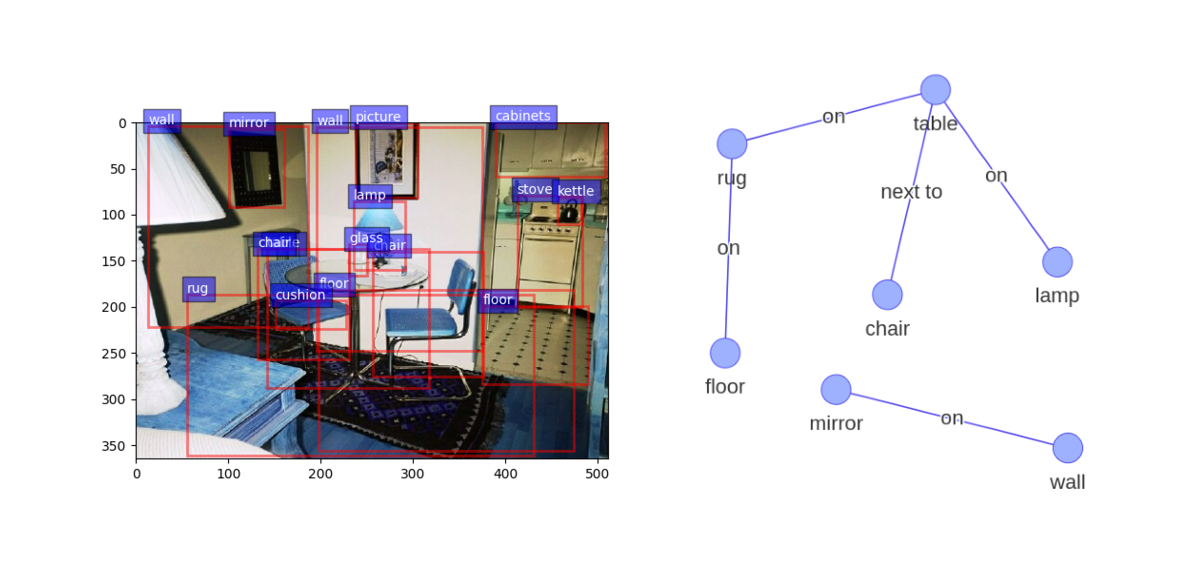 wall
mirror
wall
picture
cabinets
stove
kettle
lamp
glass
chair
chair
rug
floor
cushion
floor
0
50
100
150
200
250
300
350
0
100
200
300
400
500
table
on
rug
next to
on
on
lamp
chair
floor
mirror
on
wall